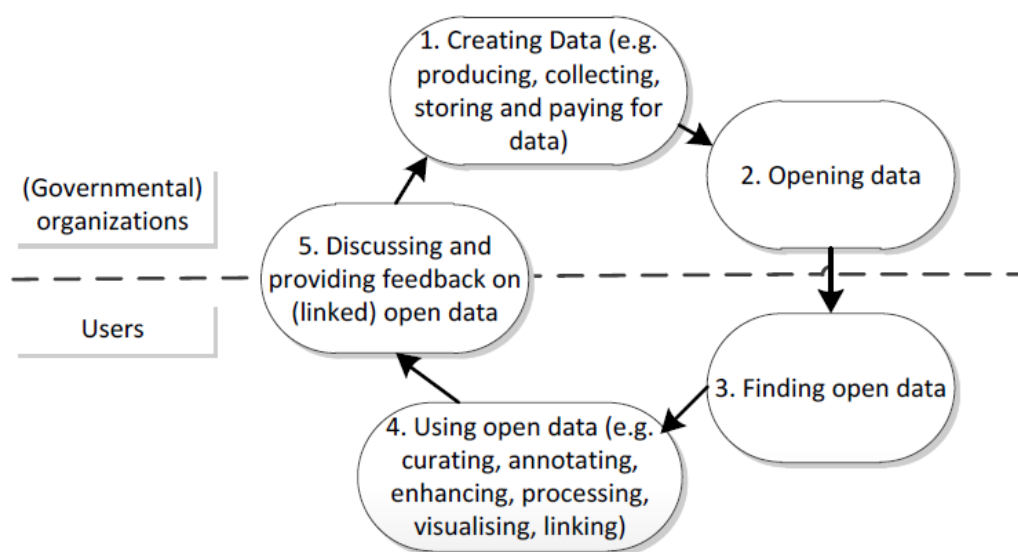 1. Creating Data (e.g.
producing, collecting,
storing and paying for
data)
2. Opening data
(Governmental)
organizations
5. Discussing and
providing feedback on
(linked) open data
Users
3. Finding open data
4. Using open data (e.g.
curating, annotating,
enhancing, processing,
visualising, linking)